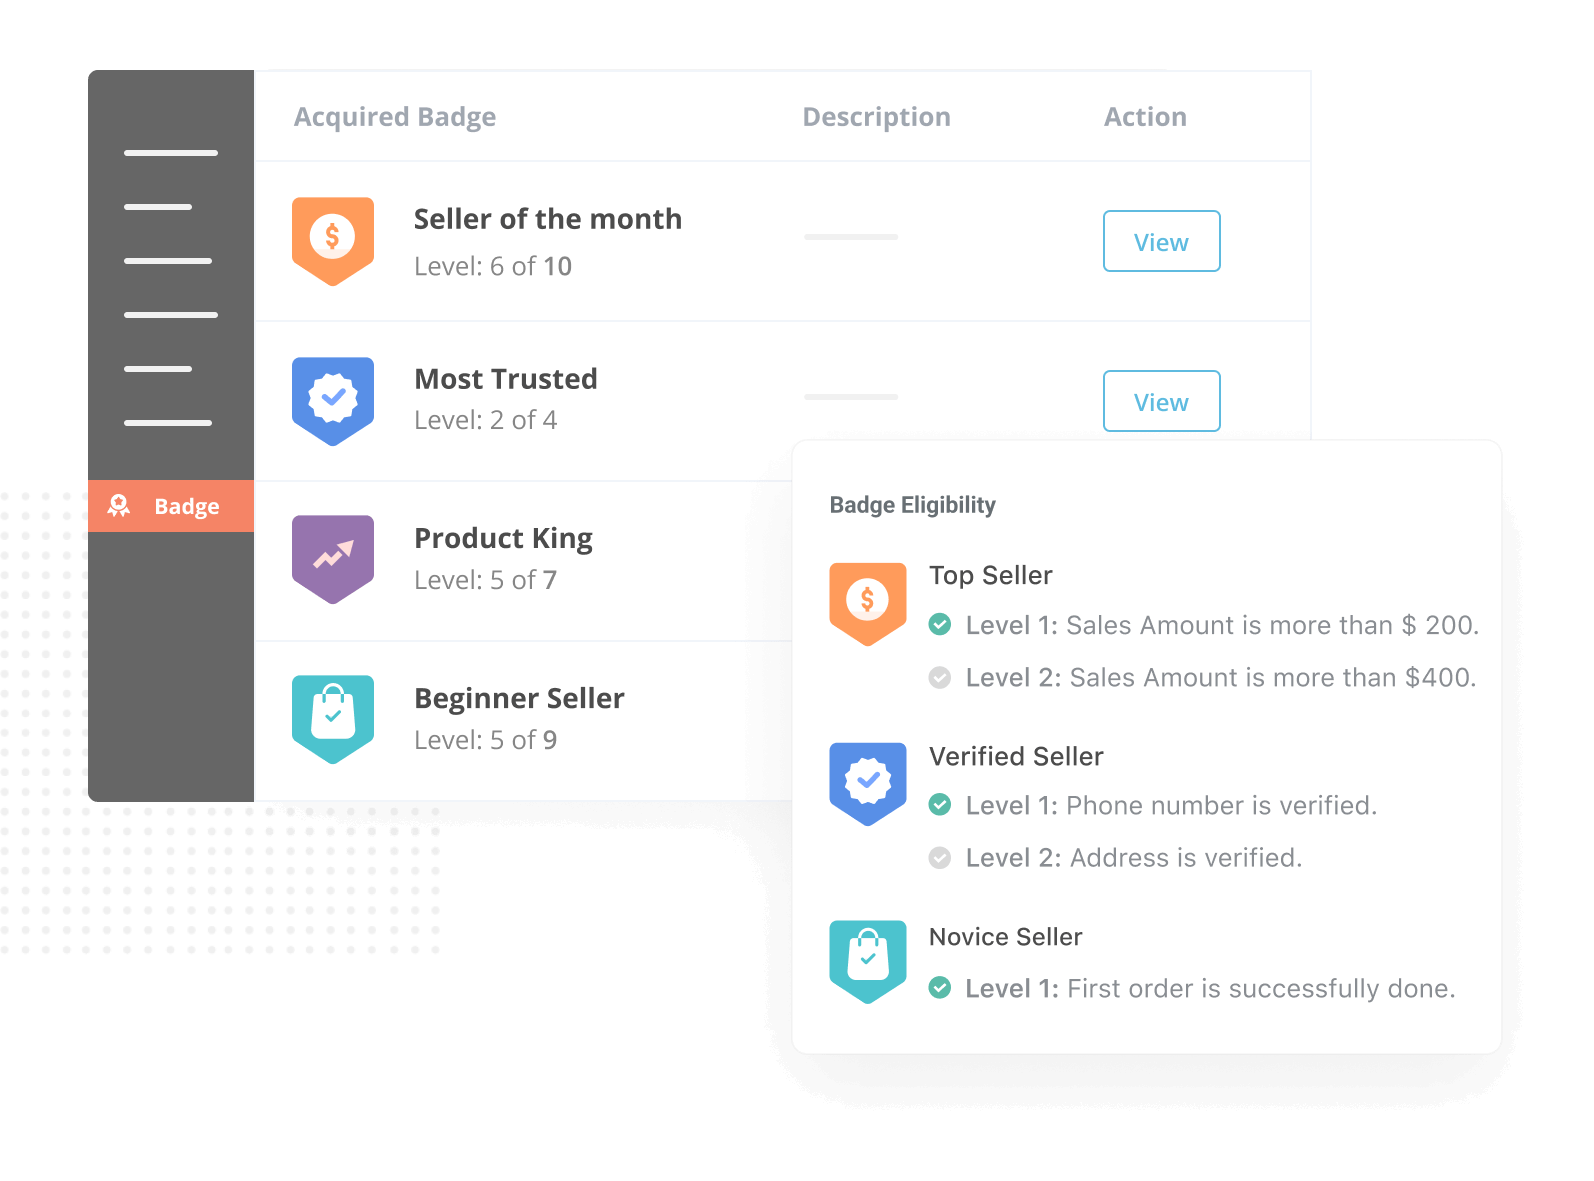 Acquired Badge Description Action
Seller of the month
Level: 6 of 10
View
Most Trusted
Level: 2 of 4
View
Badge
Product King
Level: 5 of 7
Beginner Seller
Level: 5 of 9
Badge Eligibility
Top Seller
Level 1: Sales Amount is more than $ 200.
Level 2: Sales Amount is more than $400.
Verified Seller
Level 1: Phone number is verified.
Level 2: Address is verified.
Novice Seller
Level 1: First order is successfully done.